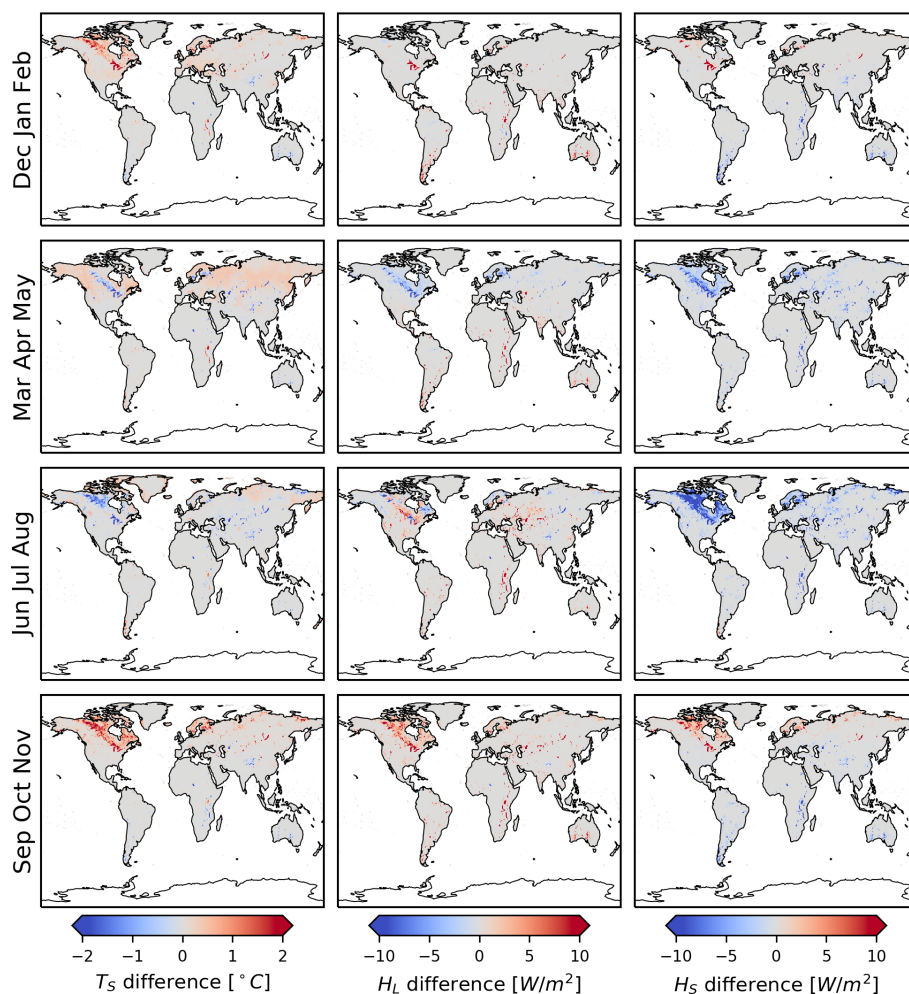 Dec Jan Feb
Mar Apr May
Jun Jul Aug
Sep Oct Nov
−2 −1 0 1 2
−10 −5 0 5 10
−10 −5 0 5 10
T_S difference [°C]
H_L difference [W/m²]
H_S difference [W/m²]